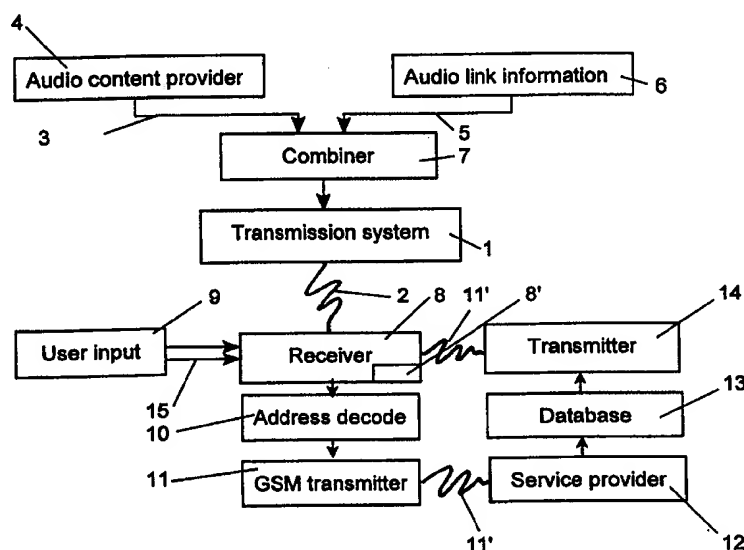 4
Audio content provider
Audio link information
6
3
5
Combiner
7
Transmission system
1
9
2
8
11'
8'
14
User input
Receiver
Transmitter
15
13
10
Address decode
Database
11
GSM transmitter
Service provider
11'
12